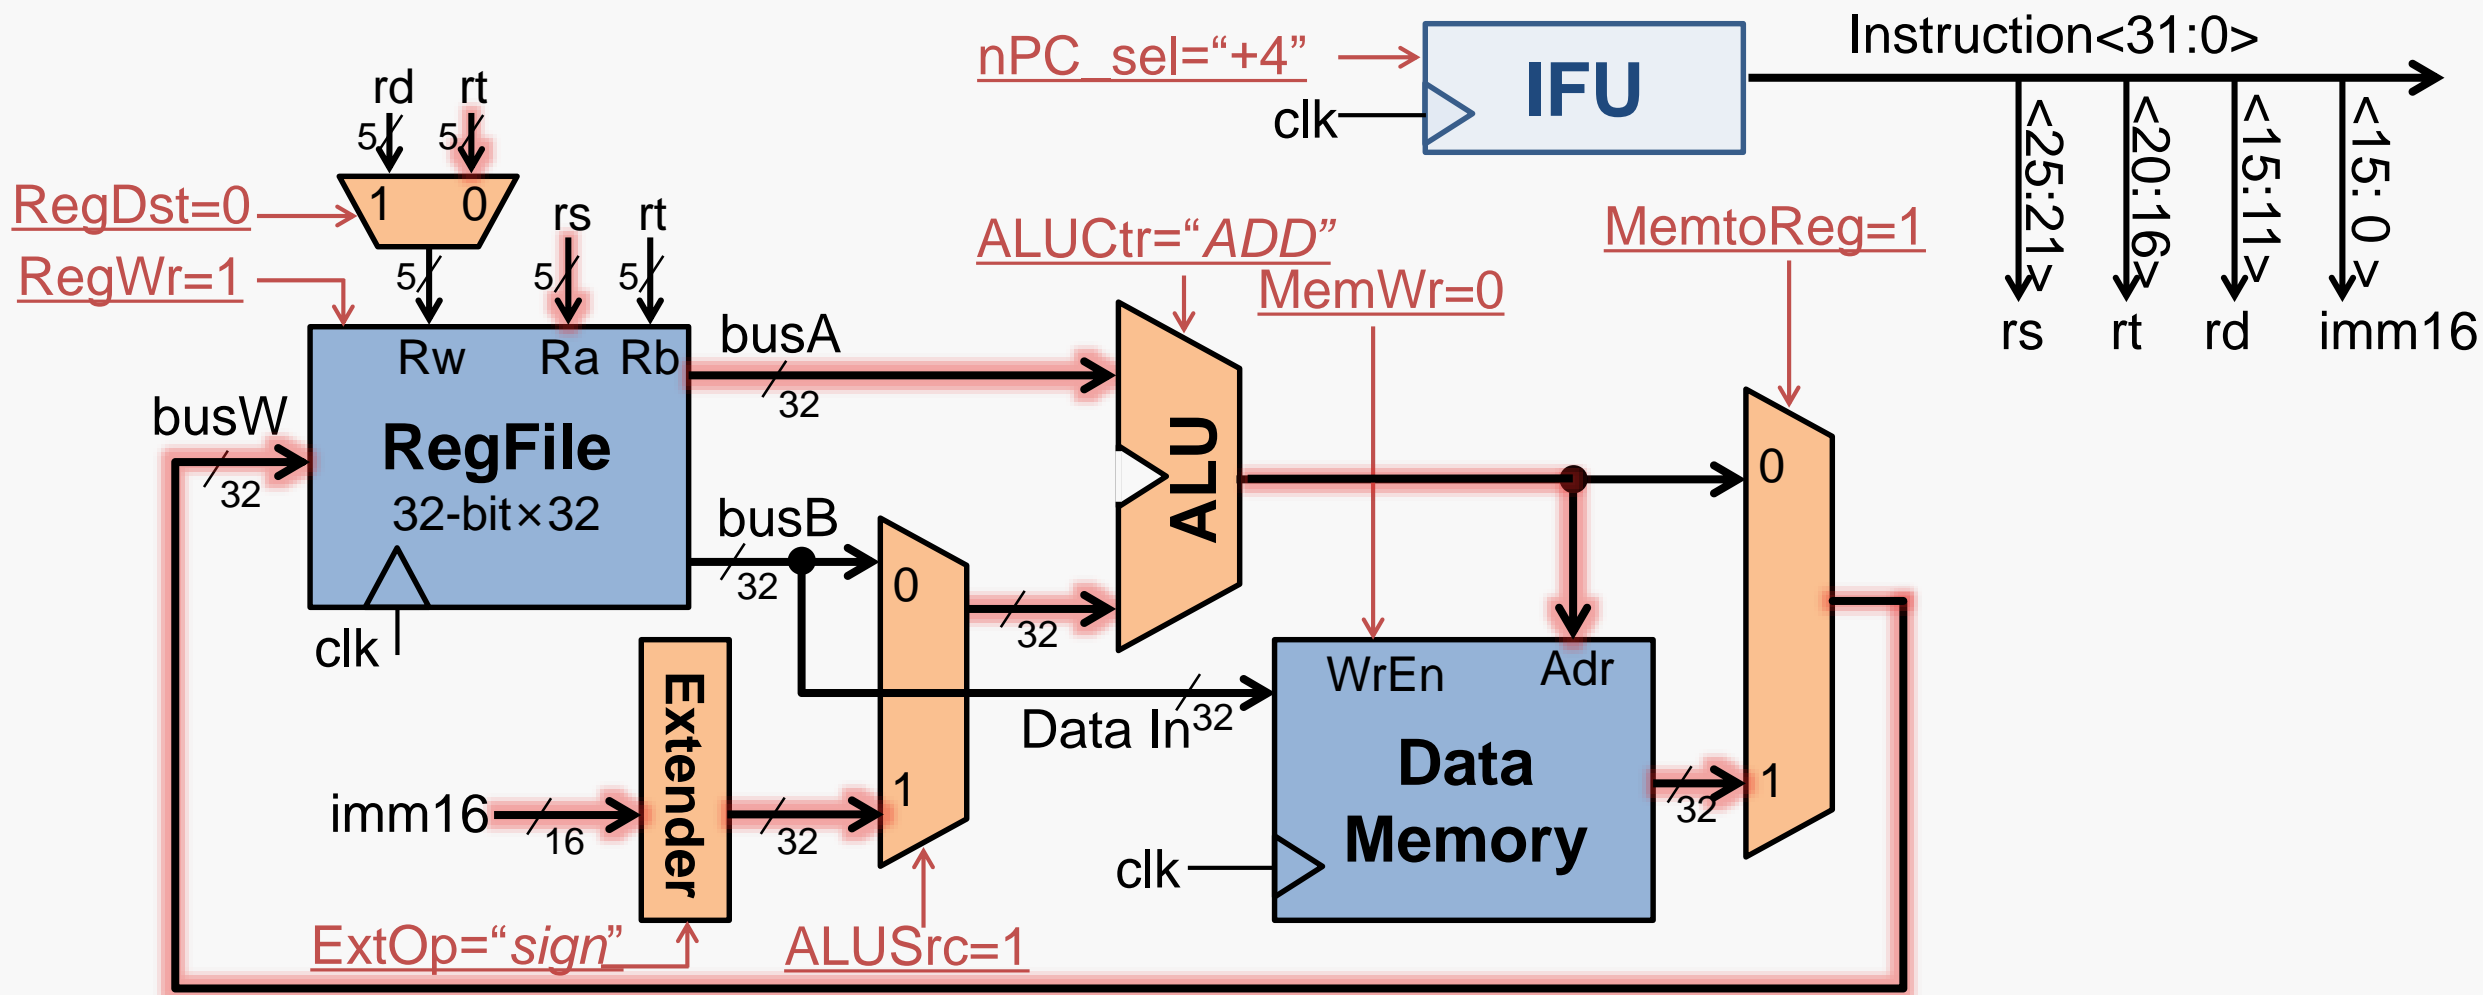 nPC_sel="+4"
IFU
clk
Instruction<31:0>
<25:21>
<20:16>
<15:11>
<15: 0 >
rs
rt
rd
imm16
rd
rt
5
5
1
0
RegDst=0
RegWr=1
5
rs
rt
5
5
Rw
Ra
Rb
RegFile
32-bit×32
clk
busW
32
busA
32
busB
32
ALUCtr="ADD"
MemWr=0
MemtoReg=1
ALU
0
1
32
Extender
imm16
16
32
ExtOp="sign"
ALUSrc=1
Data In
32
WrEn
Adr
Data
Memory
clk
32
0
1